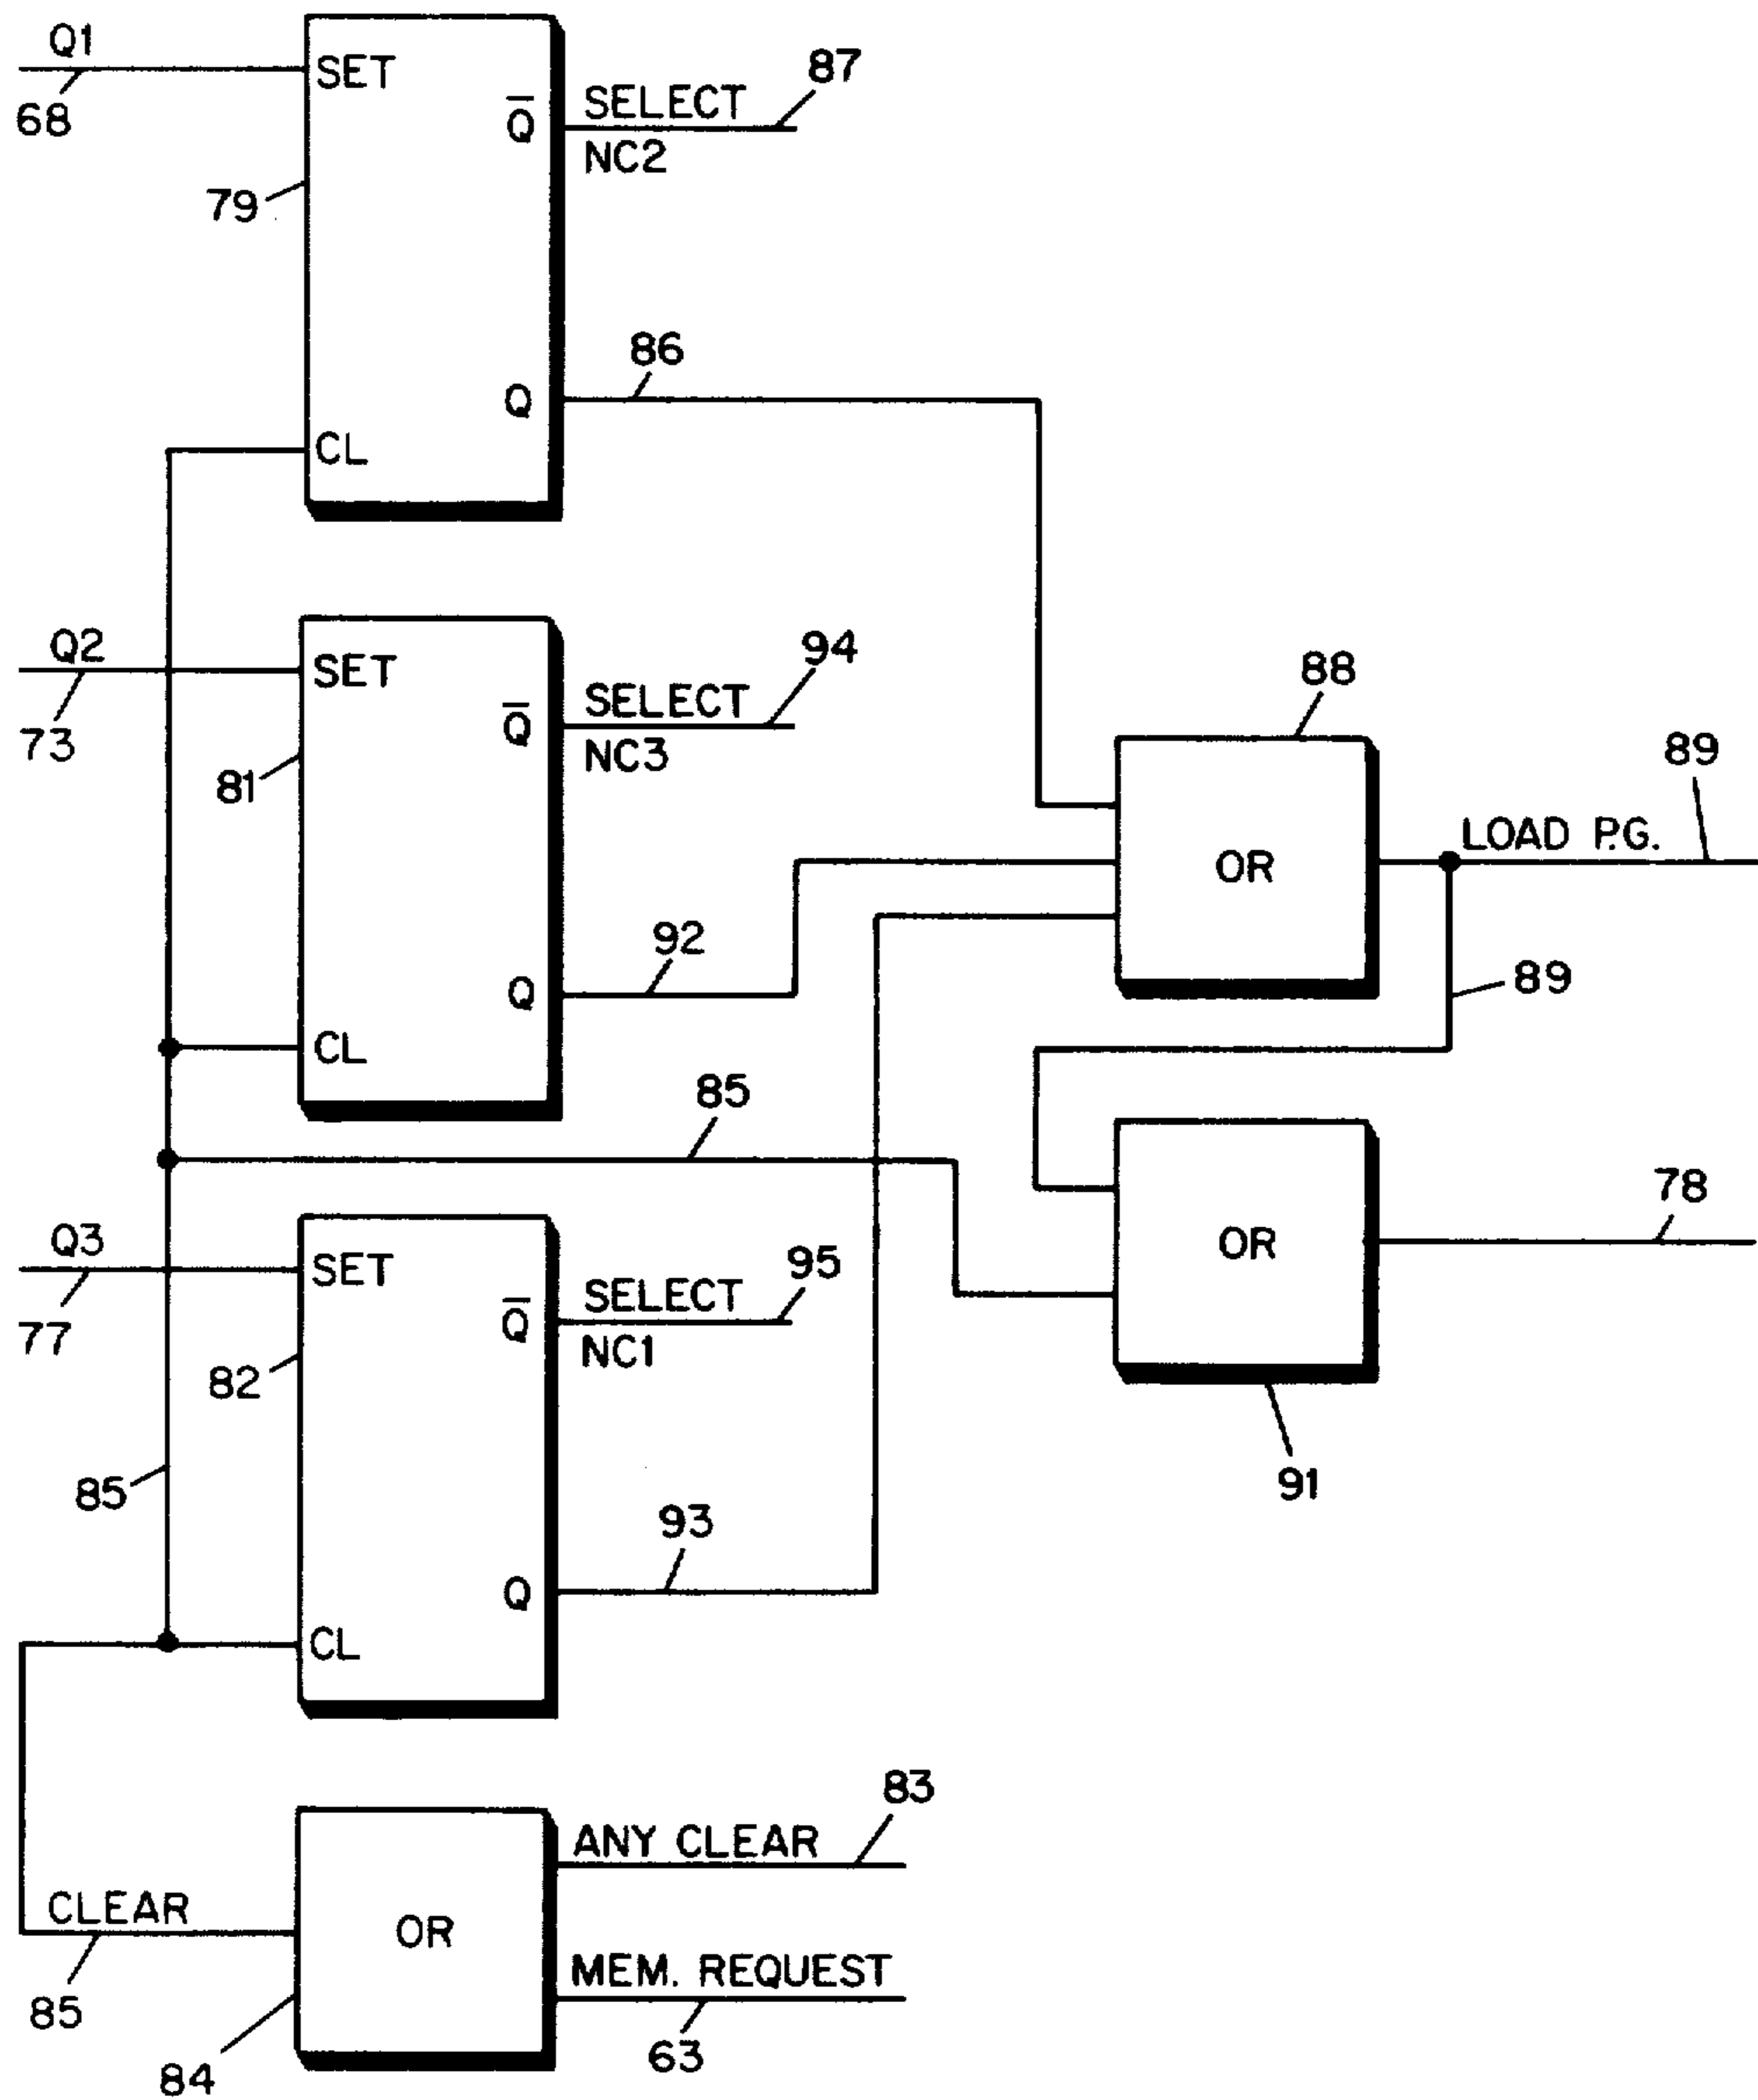 Q1
68
SET
Q̅
SELECT
NC2
87
79
86
Q
CL
Q2
73
SET
Q̅
SELECT
NC3
94
81
88
89
LOAD P.G.
OR
92
Q
89
CL
85
78
Q3
77
SET
Q̅
SELECT
NC1
95
OR
82
91
85
93
Q
CL
83
ANY CLEAR
CLEAR
OR
MEM. REQUEST
85
63
84